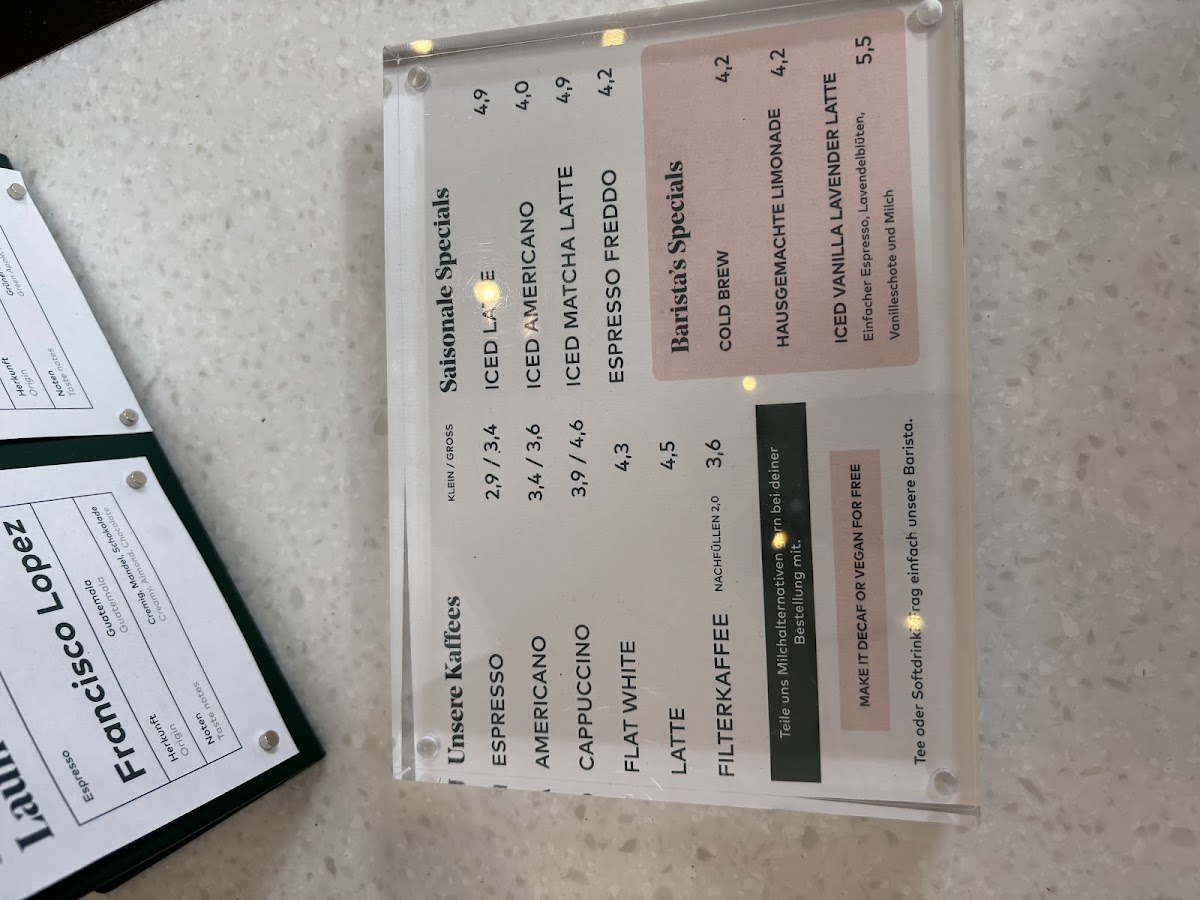 Unsere Kaffees KLEIN / GROSS
ESPRESSO 2,9 / 3,4
AMERICANO 3,4 / 3,6
CAPPUCCINO 3,9 / 4,6
FLAT WHITE 4,3
LATTE 4,5
FILTERKAFFEE NACHFÜLLEN 2,0 3,6
Teile uns Milchalternativen gern bei deiner
Bestellung mit.
MAKE IT DECAF OR VEGAN FOR FREE
Tee oder Softdrink? Frag einfach unsere Barista.
Saisonale Specials
ICED LATTE 4,9
ICED AMERICANO 4,0
ICED MATCHA LATTE 4,9
ESPRESSO FREDDO 4,2
Barista's Specials
COLD BREW 4,2
HAUSGEMACHTE LIMONADE 4,2
ICED VANILLA LAVENDER LATTE 5,5
Einfacher Espresso, Lavendelblüten,
Vanilleschote und Milch
Espresso
Francisco Lopez
Herkunft Guatemala
Origin Guatemala
Noten Cremig, Mandel, Schokolade
Taste notes Creamy, Almond, Chocolate
Herkunft
Origin
Noten
Taste notes